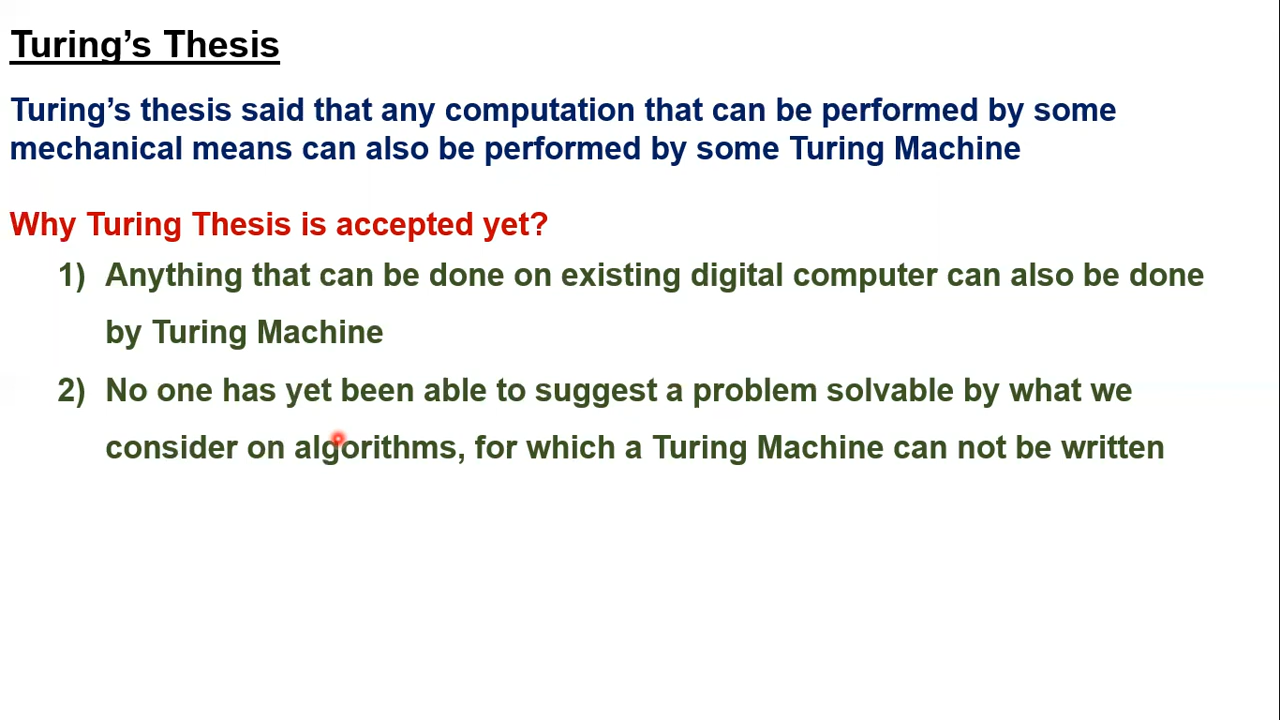 Turing’s Thesis
Turing’s thesis said that any computation that can be performed by some
mechanical means can also be performed by some Turing Machine
Why Turing Thesis is accepted yet?
1) Anything that can be done on existing digital computer can also be done
by Turing Machine
2) No one has yet been able to suggest a problem solvable by what we
consider on algorithms, for which a Turing Machine can not be written